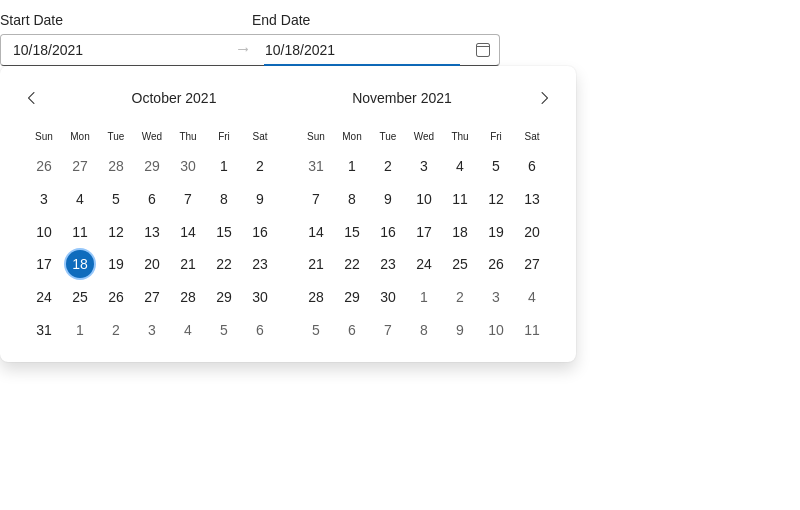 Start Date End Date
10/18/2021 → 10/18/2021
October 2021 November 2021
Sun Mon Tue Wed Thu Fri Sat Sun Mon Tue Wed Thu Fri Sat
26 27 28 29 30 1 2 31 1 2 3 4 5 6
3 4 5 6 7 8 9 7 8 9 10 11 12 13
10 11 12 13 14 15 16 14 15 16 17 18 19 20
17 18 19 20 21 22 23 21 22 23 24 25 26 27
24 25 26 27 28 29 30 28 29 30 1 2 3 4
31 1 2 3 4 5 6 5 6 7 8 9 10 11